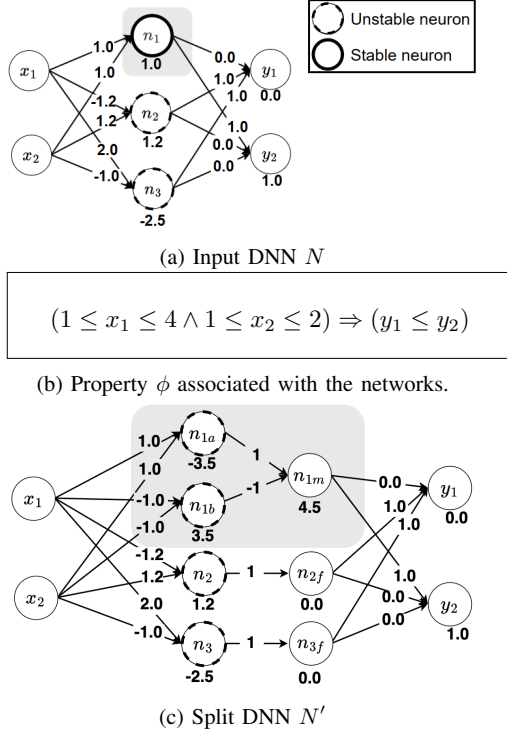 Unstable neuron
Stable neuron
x₁
x₂
n₁
1.0
n₂
1.2
n₃
-2.5
y₁
0.0
y₂
1.0
1.0
1.0
-1.2
1.2
2.0
-1.0
0.0
1.0
1.0
1.0
0.0
0.0
(a) Input DNN N
(1 ≤ x₁ ≤ 4 ∧ 1 ≤ x₂ ≤ 2) ⇒ (y₁ ≤ y₂)
(b) Property ϕ associated with the networks.
x₁
x₂
n₁ₐ
-3.5
n₁b
3.5
n₂
1.2
n₃
-2.5
n₁ₘ
4.5
n₂f
0.0
n₃f
0.0
y₁
0.0
y₂
1.0
1.0
1.0
-1.0
-1.0
-1.2
1.2
2.0
-1.0
1
-1
1
1
0.0
1.0
1.0
1.0
0.0
0.0
(c) Split DNN N′